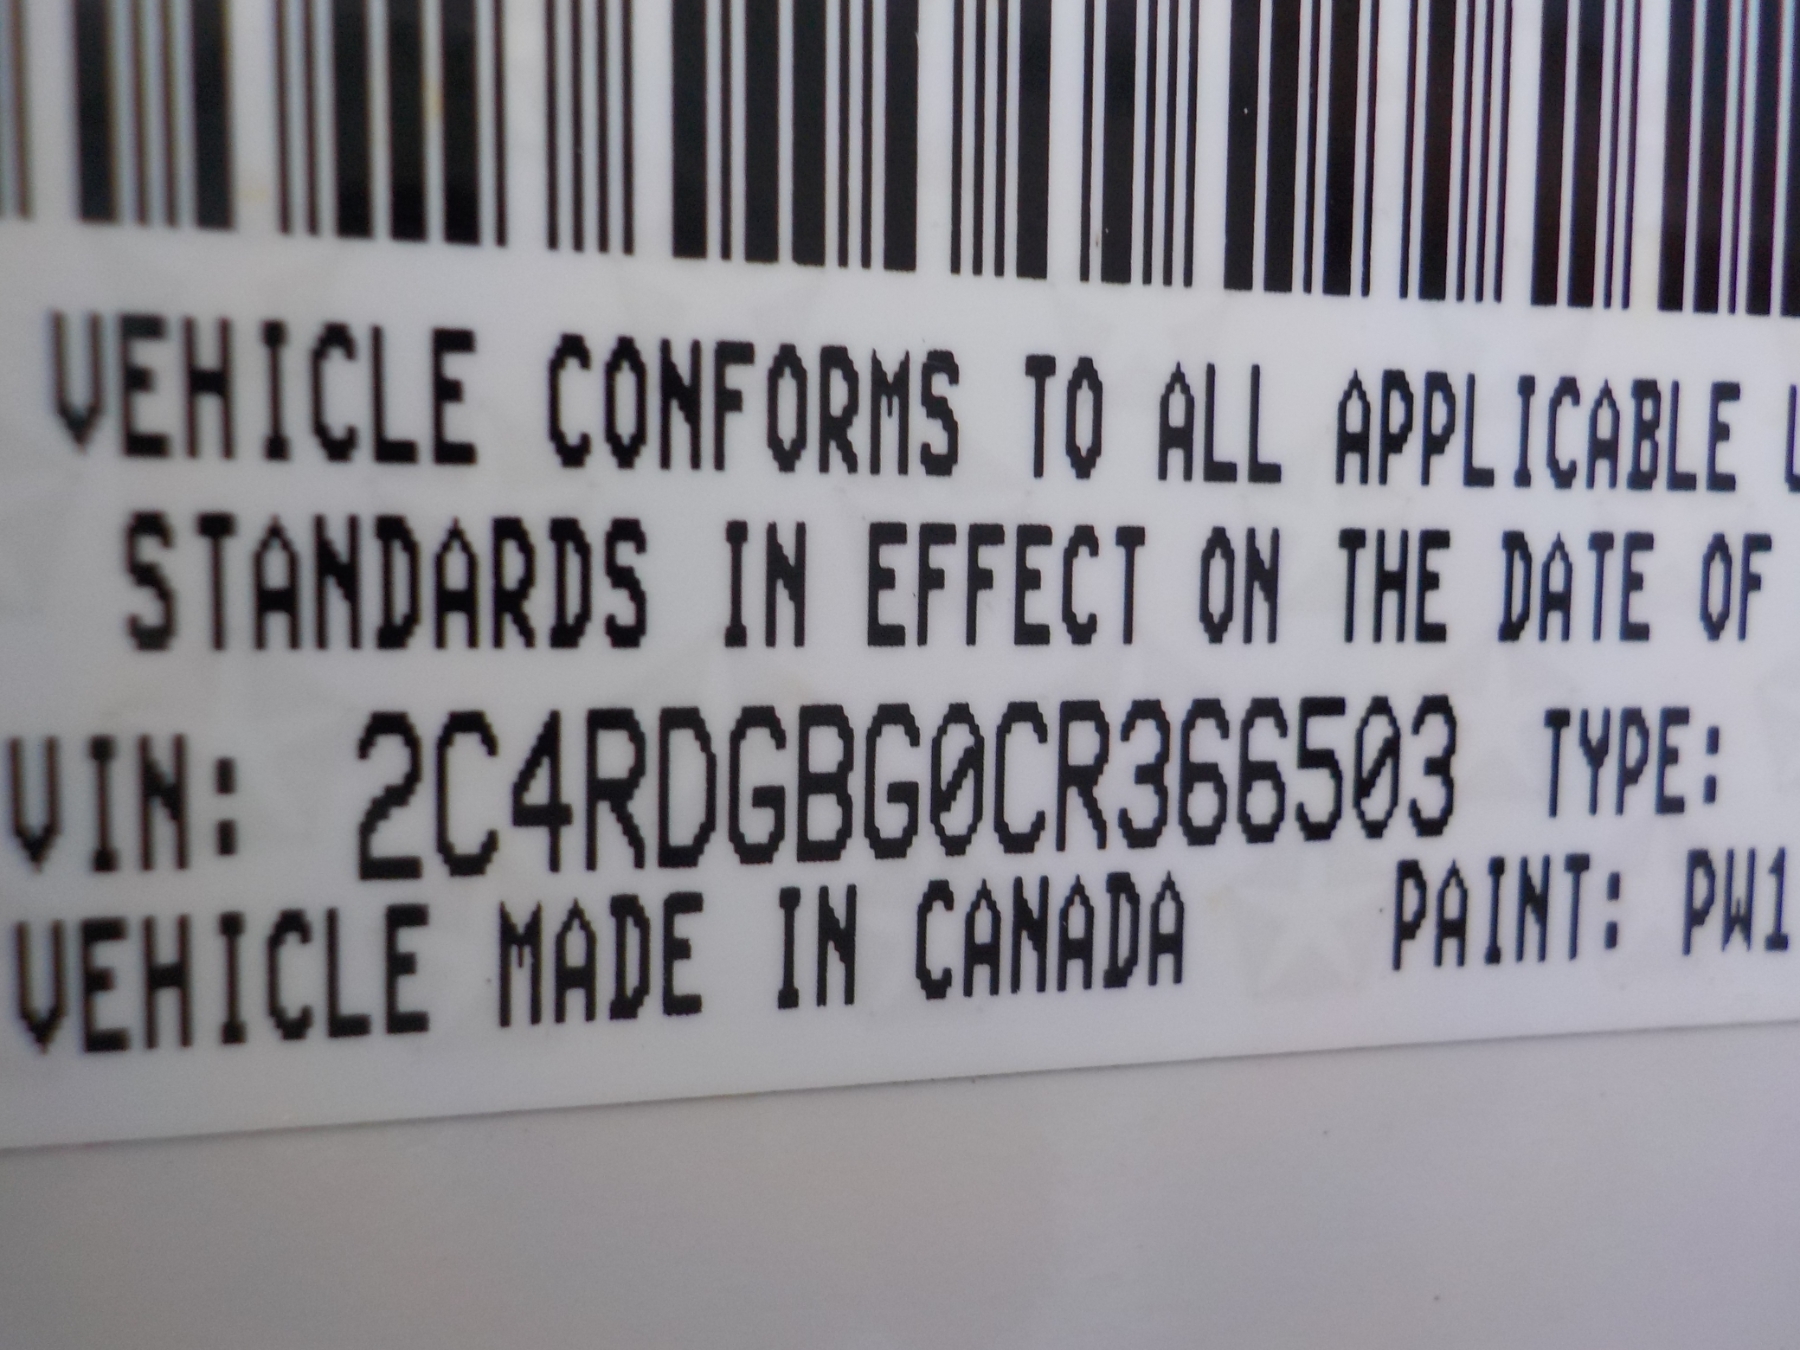 VEHICLE CONFORMS TO ALL APPLICABLE
STANDARDS IN EFFECT ON THE DATE OF
VIN: 2C4RDGBG0CR366503 TYPE:
VEHICLE MADE IN CANADA PAINT: PW1